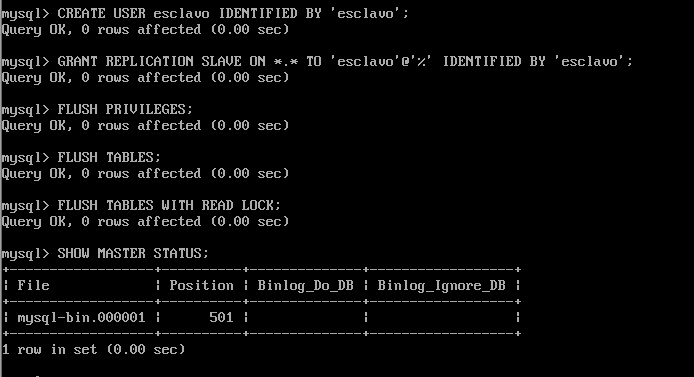 mysql> CREATE USER esclavo IDENTIFIED BY 'esclavo';
Query OK, 0 rows affected (0.00 sec)
mysql> GRANT REPLICATION SLAVE ON *.* TO 'esclavo'@'%' IDENTIFIED BY 'esclavo';
Query OK, 0 rows affected (0.00 sec)
mysql> FLUSH PRIVILEGES;
Query OK, 0 rows affected (0.00 sec)
mysql> FLUSH TABLES;
Query OK, 0 rows affected (0.00 sec)
mysql> FLUSH TABLES WITH READ LOCK;
Query OK, 0 rows affected (0.00 sec)
mysql> SHOW MASTER STATUS;
+------------------+----------+--------------+------------------+
| File             | Position | Binlog_Do_DB | Binlog_Ignore_DB |
+------------------+----------+--------------+------------------+
| mysql-bin.000001 |      501 |              |                  |
+------------------+----------+--------------+------------------+
1 row in set (0.00 sec)